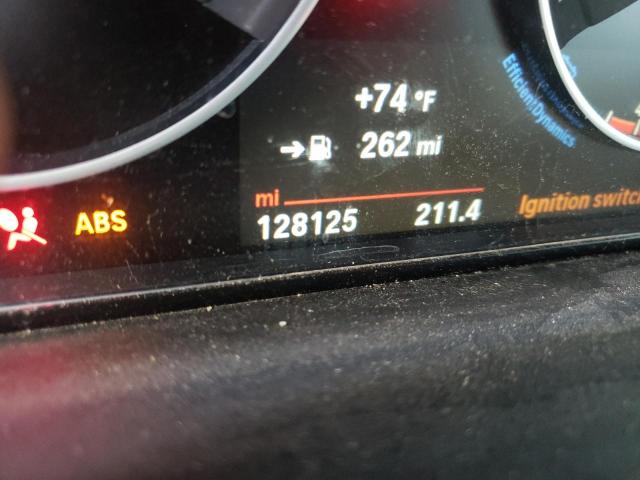 +74 °F
262 mi
EfficientDynamics
mi
128125 211.4
ABS
Ignition switch